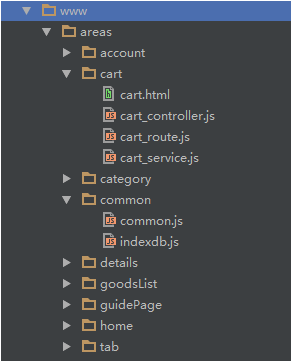 www
areas
account
cart
cart.html
cart_controller.js
cart_route.js
cart_service.js
category
common
common.js
indexdb.js
details
goodsList
guidePage
home
tab